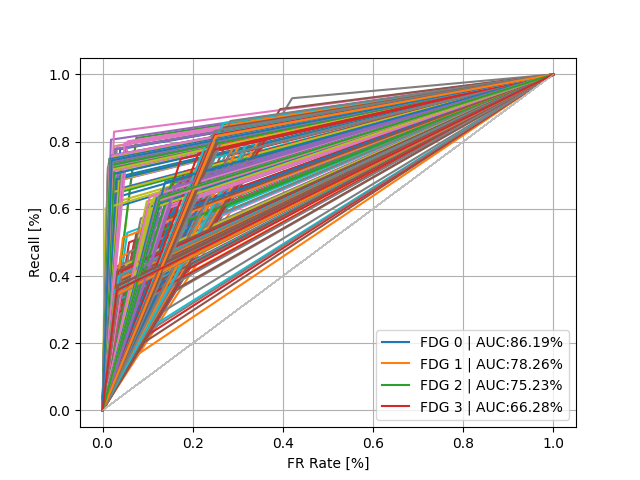 1.0
0.8
0.6
0.4
0.2
0.0
Recall [%]
0.0 0.2 0.4 0.6 0.8 1.0
FR Rate [%]
FDG 0 | AUC:86.19%
FDG 1 | AUC:78.26%
FDG 2 | AUC:75.23%
FDG 3 | AUC:66.28%